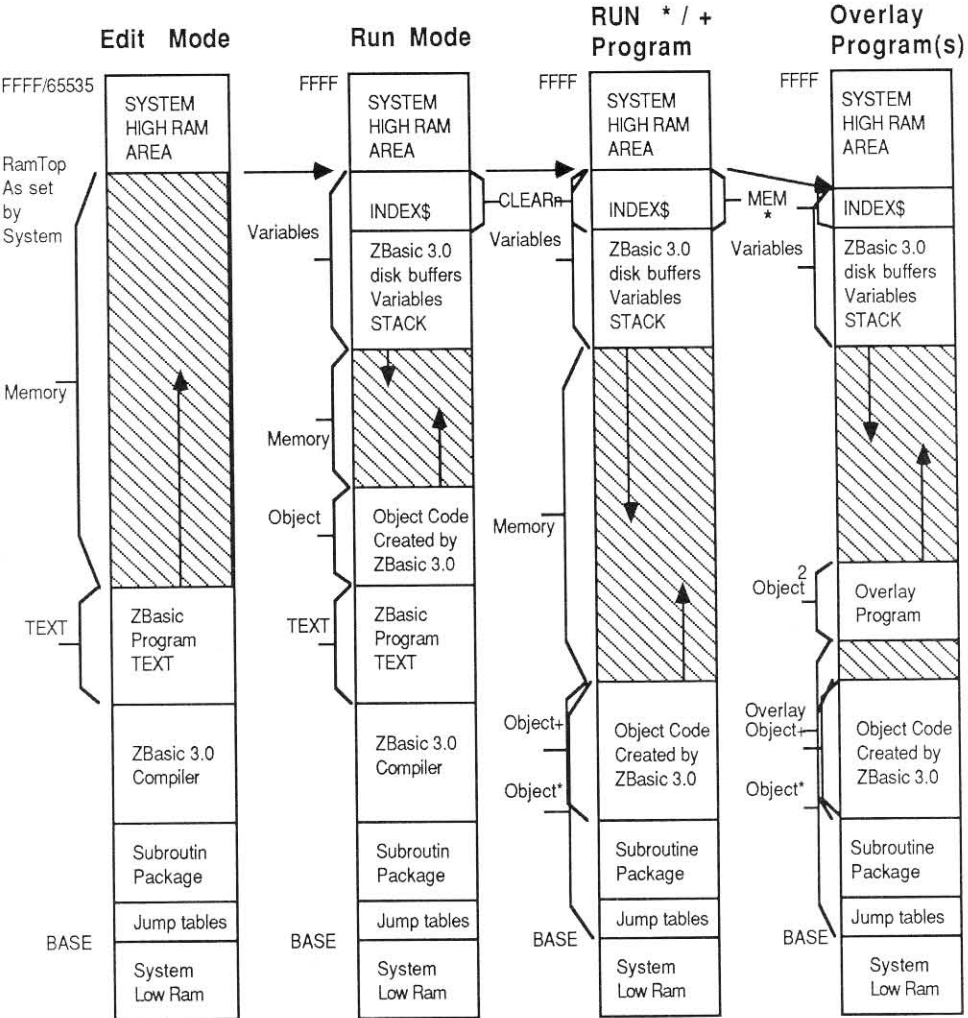 Edit Mode
FFFF/65535
SYSTEM
HIGH RAM
AREA
RamTop
As set
by
System
Memory
TEXT
ZBasic
Program
TEXT
ZBasic 3.0
Compiler
Subroutin
Package
Jump tables
BASE
System
Low Ram
Run Mode
FFFF
SYSTEM
HIGH RAM
AREA
INDEX$
Variables
ZBasic 3.0
disk buffers
Variables
STACK
Memory
Object
Object Code
Created by
ZBasic 3.0
TEXT
ZBasic
Program
TEXT
ZBasic 3.0
Compiler
Subroutin
Package
Jump tables
BASE
System
Low Ram
RUN * / +
Program
FFFF
SYSTEM
HIGH RAM
AREA
CLEARn
INDEX$
Variables
ZBasic 3.0
disk buffers
Variables
STACK
Memory
Object+
Object*
Object Code
Created by
ZBasic 3.0
Subroutine
Package
Jump tables
BASE
System
Low Ram
Overlay
Program(s)
FFFF
SYSTEM
HIGH RAM
AREA
MEM
*
INDEX$
Variables
ZBasic 3.0
disk buffers
Variables
STACK
Object 2
Overlay
Program
Overlay
Object+
Object*
Object Code
Created by
ZBasic 3.0
Subroutine
Package
Jump tables
BASE
System
Low Ram